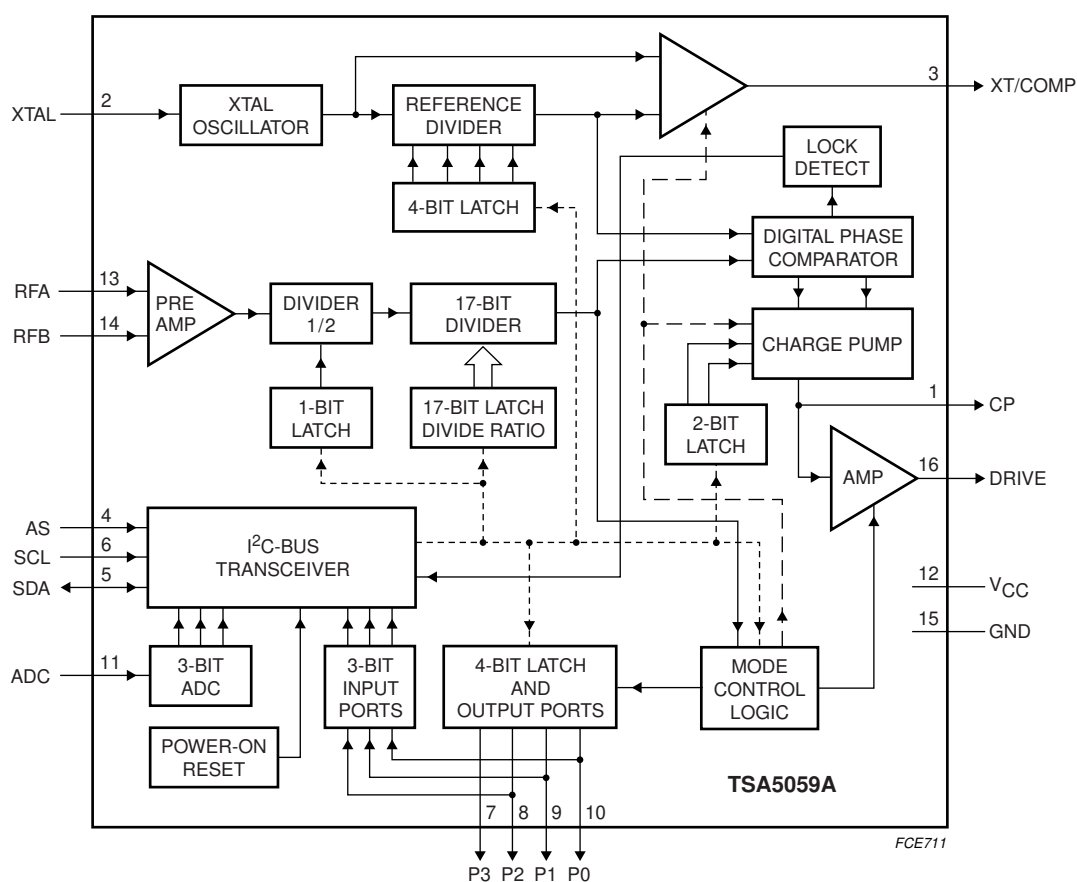 XTAL
2
XTAL
OSCILLATOR
REFERENCE
DIVIDER
3
XT/COMP
LOCK
DETECT
4-BIT LATCH
DIGITAL PHASE
COMPARATOR
RFA
13
RFB
14
PRE
AMP
DIVIDER
1/2
17-BIT
DIVIDER
CHARGE PUMP
1-BIT
LATCH
17-BIT LATCH
DIVIDE RATIO
2-BIT
LATCH
1
CP
AMP
16
DRIVE
AS
4
SCL
6
SDA
5
I²C-BUS
TRANSCEIVER
12
VCC
15
GND
ADC
11
3-BIT
ADC
3-BIT
INPUT
PORTS
4-BIT LATCH
AND
OUTPUT PORTS
MODE
CONTROL
LOGIC
POWER-ON
RESET
TSA5059A
7
8
9
10
FCE711
P3
P2
P1
P0